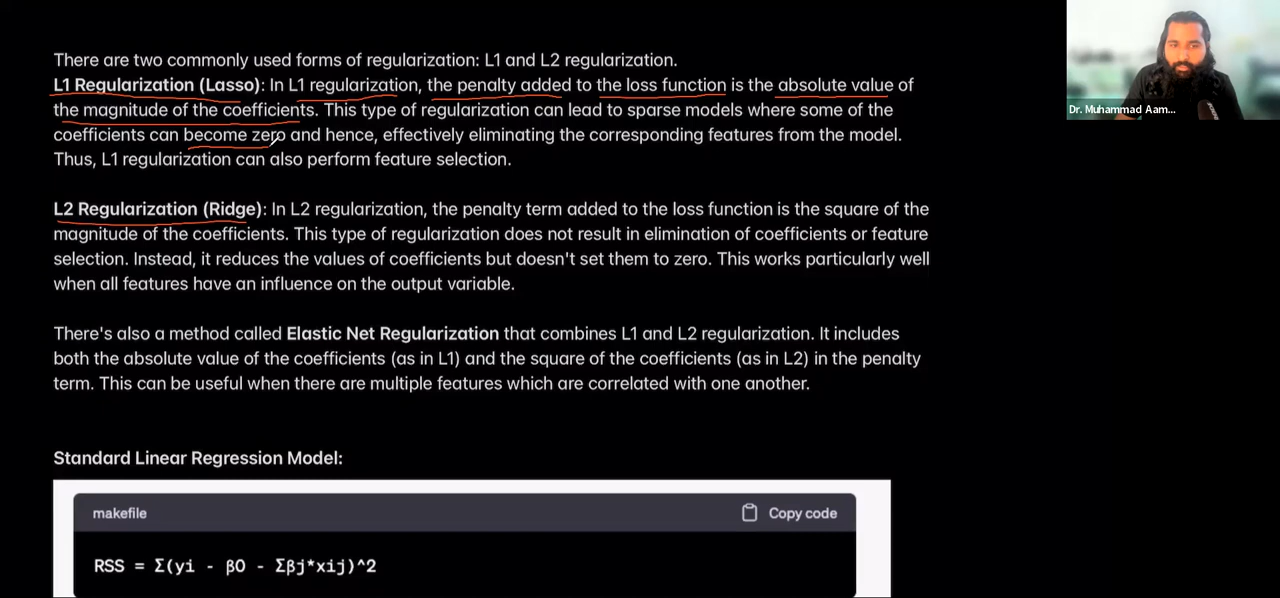 There are two commonly used forms of regularization: L1 and L2 regularization.
L1 Regularization (Lasso): In L1 regularization, the penalty added to the loss function is the absolute value of
the magnitude of the coefficients. This type of regularization can lead to sparse models where some of the
coefficients can become zero and hence, effectively eliminating the corresponding features from the model.
Thus, L1 regularization can also perform feature selection.
L2 Regularization (Ridge): In L2 regularization, the penalty term added to the loss function is the square of the
magnitude of the coefficients. This type of regularization does not result in elimination of coefficients or feature
selection. Instead, it reduces the values of coefficients but doesn't set them to zero. This works particularly well
when all features have an influence on the output variable.
There's also a method called Elastic Net Regularization that combines L1 and L2 regularization. It includes
both the absolute value of the coefficients (as in L1) and the square of the coefficients (as in L2) in the penalty
term. This can be useful when there are multiple features which are correlated with one another.
Standard Linear Regression Model:
makefile
Copy code
RSS = Σ(yi - β0 - Σβj*xij)^2
Dr. Muhammad Aam...